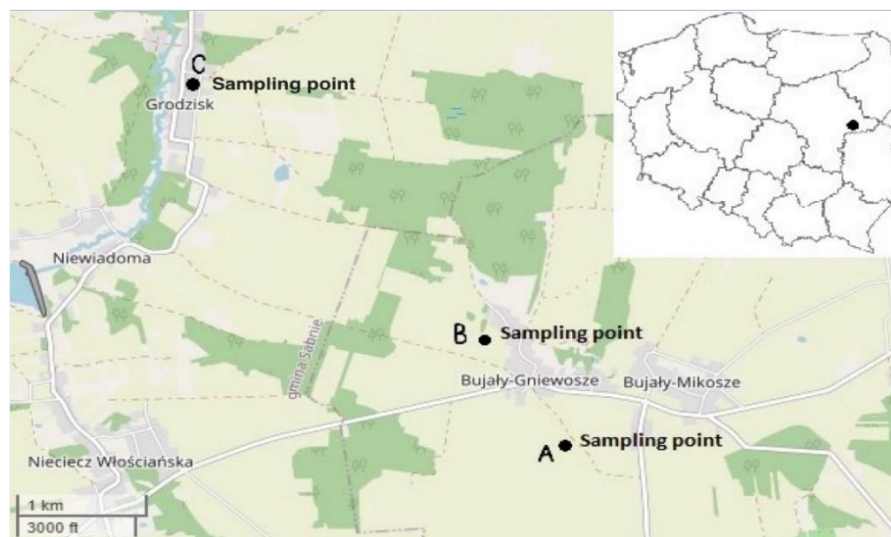 C
Sampling point
Grodzisk
Niewiadoma
gmina Sabnie
B
Sampling point
Bujały-Gniewosze
Bujały-Mikosze
A
Sampling point
Nieciecz Włościańska
1 km
3000 ft